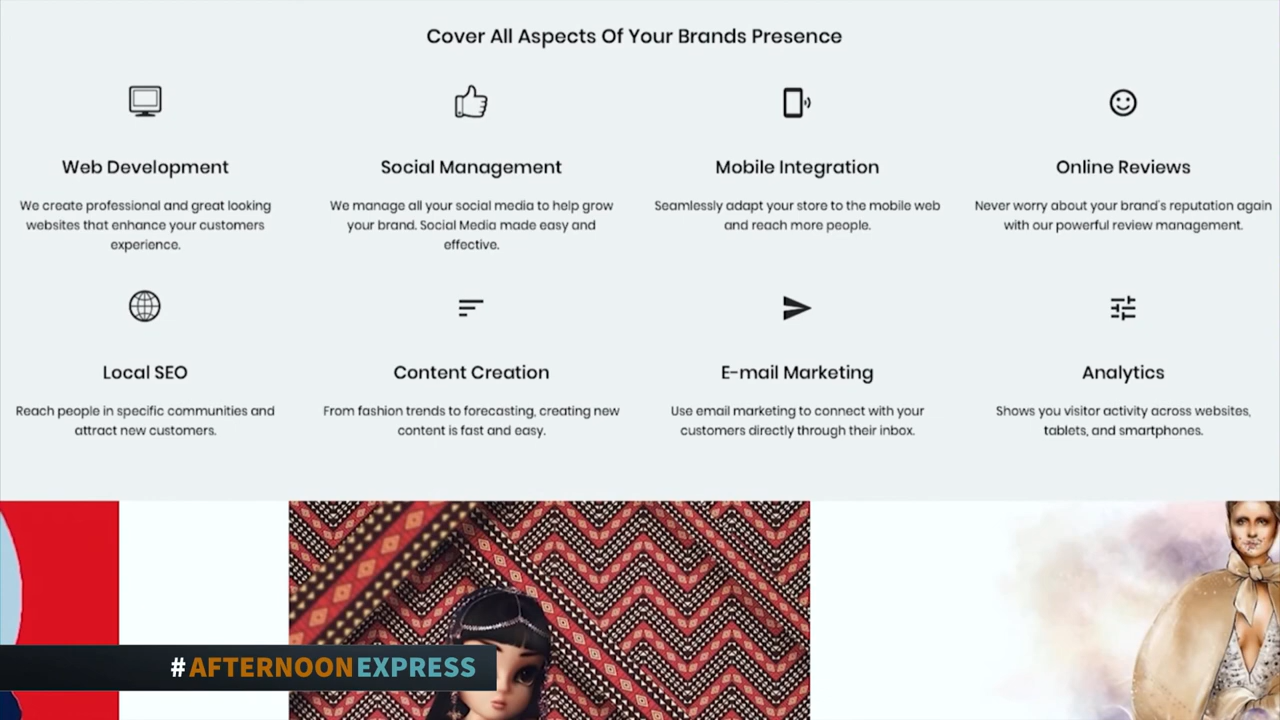 Cover All Aspects Of Your Brands Presence
Web Development
We create professional and great looking
websites that enhance your customers
experience.
Social Management
We manage all your social media to help grow
your brand. Social Media made easy and
effective.
Mobile Integration
Seamlessly adapt your store to the mobile web
and reach more people.
Online Reviews
Never worry about your brand's reputation again
with our powerful review management.
Local SEO
Reach people in specific communities and
attract new customers.
Content Creation
From fashion trends to forecasting, creating new
content is fast and easy.
E-mail Marketing
Use email marketing to connect with your
customers directly through their inbox.
Analytics
Shows you visitor activity across websites,
tablets, and smartphones.
#AFTERNOONEXPRESS